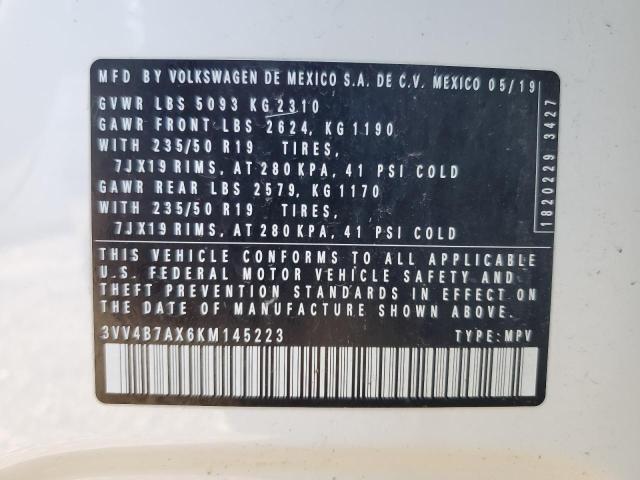 MFD BY VOLKSWAGEN DE MEXICO S.A. DE C.V. MEXICO 05/19
GVWR LBS 5093 KG 2310
GAWR FRONT LBS 2624, KG 1190
WITH 235/50 R19 TIRES,
7JX19 RIMS, AT 280 KPA, 41 PSI COLD
GAWR REAR LBS 2579, KG 1170
WITH 235/50 R19 TIRES,
7JX19 RIMS, AT 280 KPA, 41 PSI COLD
THIS VEHICLE CONFORMS TO ALL APPLICABLE
U.S. FEDERAL MOTOR VEHICLE SAFETY AND
THEFT PREVENTION STANDARDS IN EFFECT ON
THE DATE OF MANUFACTURE SHOWN ABOVE.
3VV4B7AX6KM145223 TYPE: MPV
1820229 3427